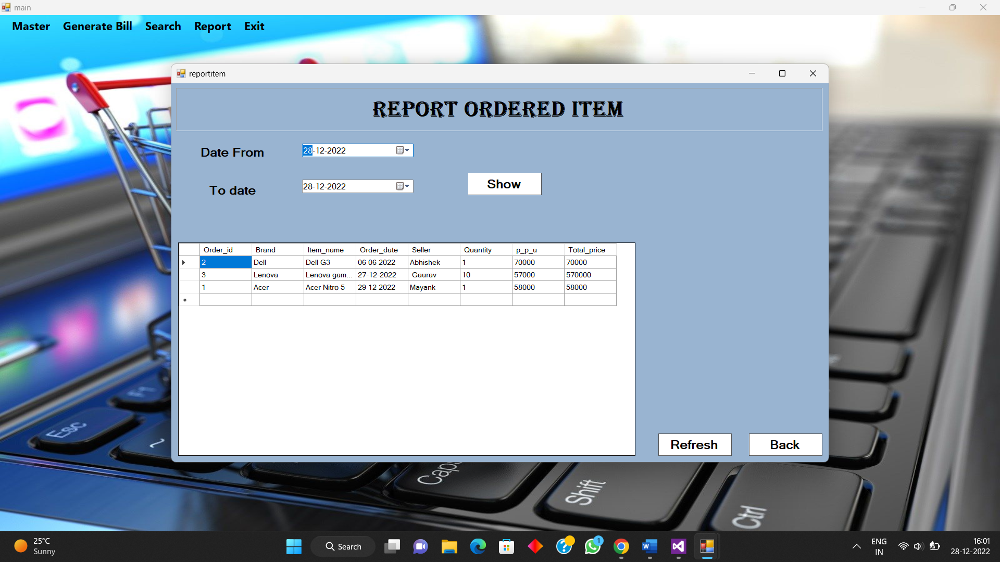 main
Master Generate Bill Search Report Exit
reportitem
REPORT ORDERED ITEM
Date From 28-12-2022
To date 28-12-2022 Show
Order_id Brand Item_name Order_date Seller Quantity p_p_u Total_price
2 Dell Dell G3 06 06 2022 Abhishek 1 70000 70000
3 Lenova Lenova gam... 27-12-2022 Gaurav 10 57000 570000
1 Acer Acer Nitro 5 29 12 2022 Mayank 1 58000 58000
*
Refresh Back
F1
Esc
~
Caps
Shift
Ctrl
25°C
Sunny
Search
1
ENG
IN
16:01
28-12-2022